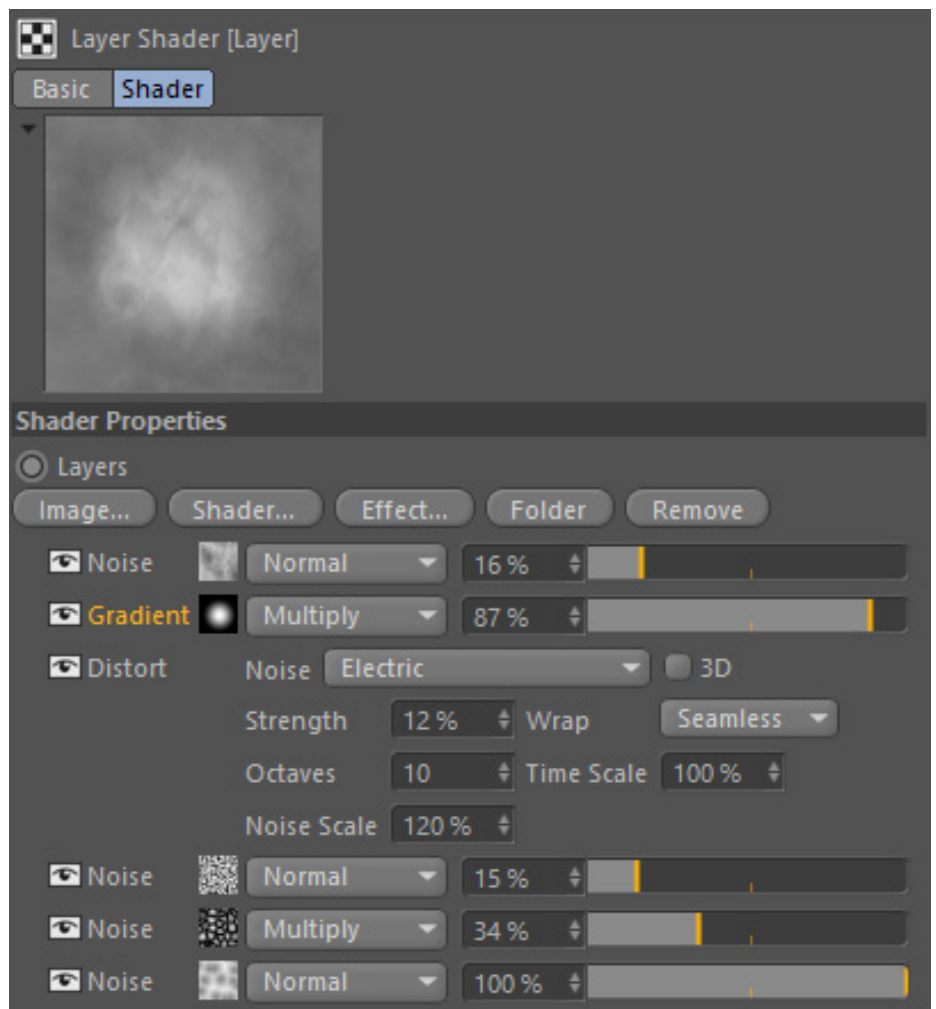 Layer Shader [Layer]
Basic Shader
Shader Properties
Layers
Image... Shader... Effect... Folder Remove
Noise Normal 16 %
Gradient Multiply 87 %
Distort Noise Electric 3D
Strength 12 % Wrap Seamless
Octaves 10 Time Scale 100 %
Noise Scale 120 %
Noise Normal 15 %
Noise Multiply 34 %
Noise Normal 100 %